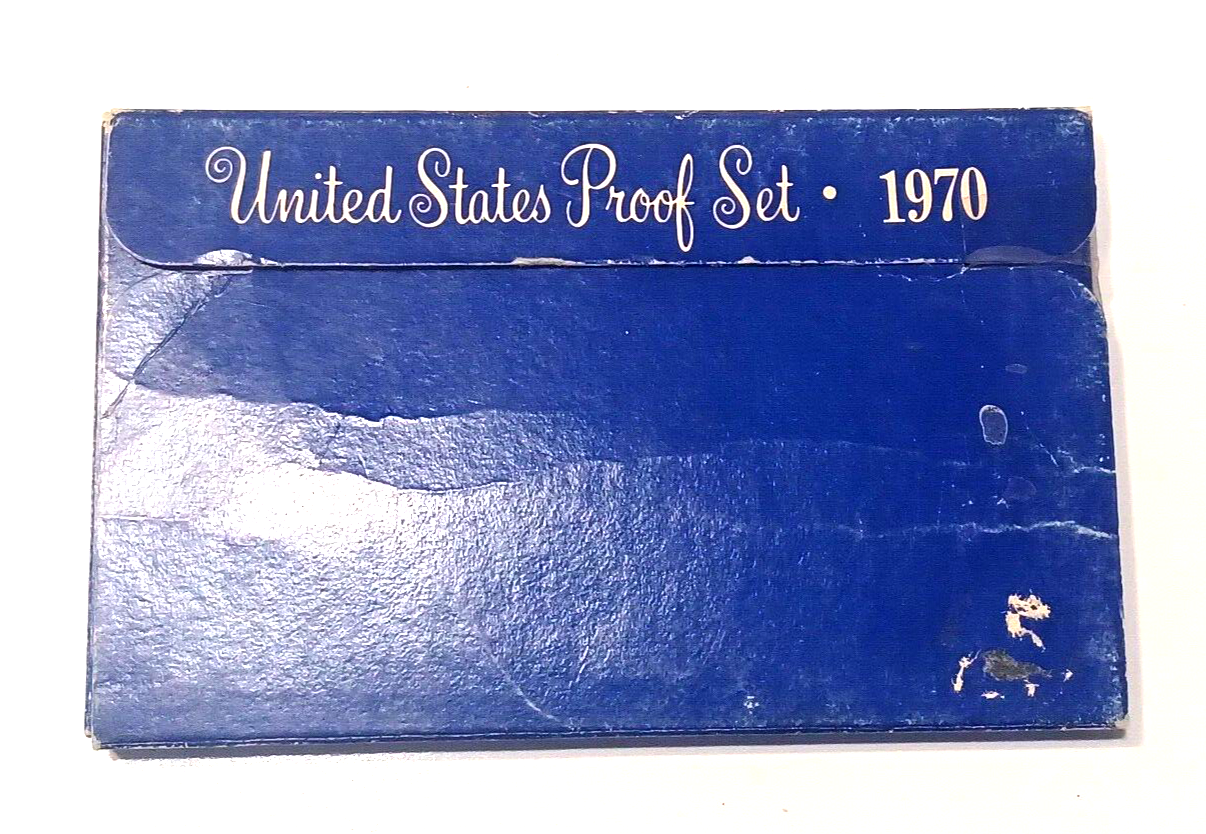 United States Proof Set • 1970